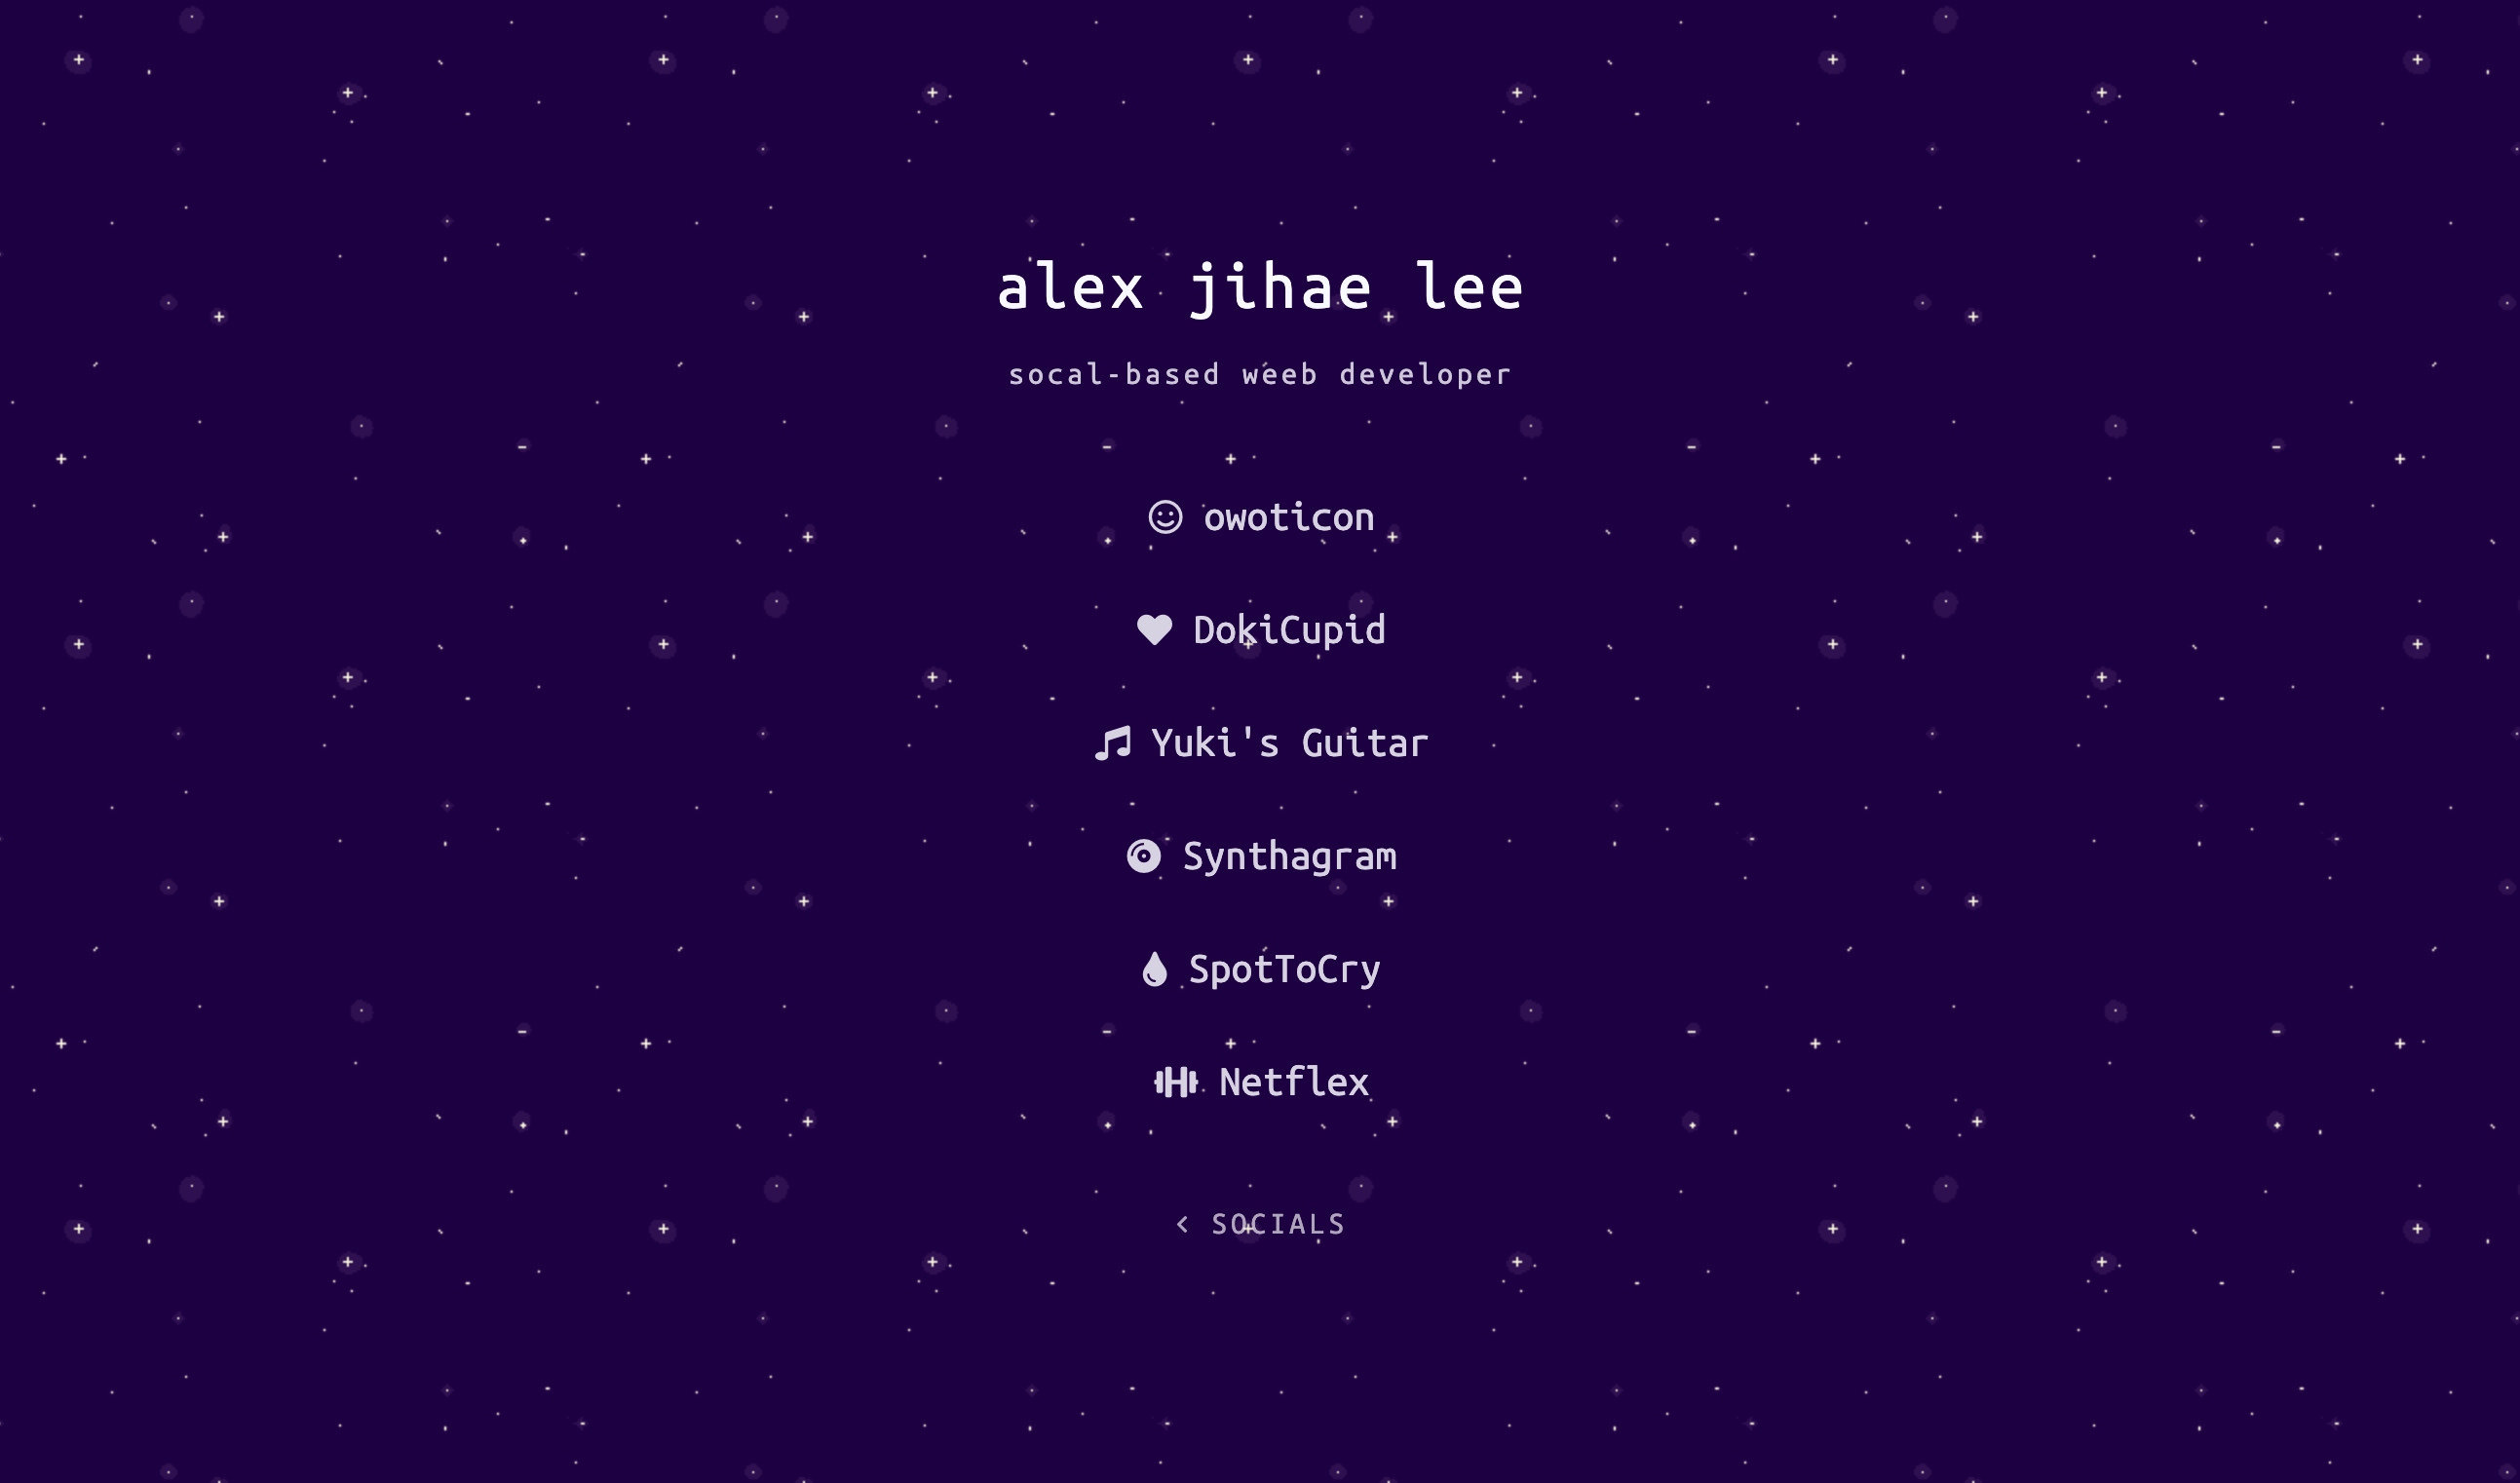 alex jihae lee
socal-based weeb developer
owoticon
DokiCupid
Yuki's Guitar
Synthagram
SpotToCry
Netflex
< SOCIALS